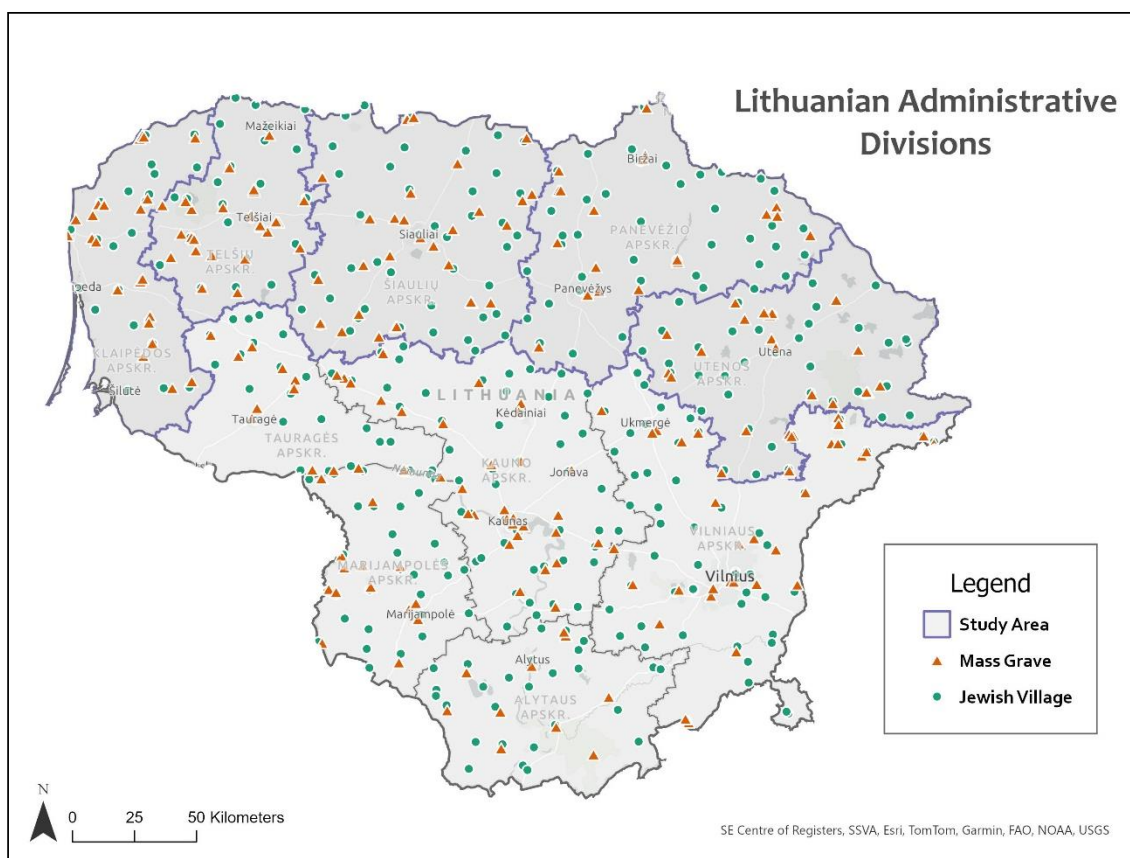 Lithuanian Administrative
Divisions
Mažeikiai
Biržai
Telšiai
TELŠIŲ
APSKR.
Šiauliai
ŠIAULIŲ
APSKR.
PANEVĖŽIO
APSKR.
Panevėžys
peda
KLAIPĖDOS
APSKR.
Šilutė
Utena
UTENOS
APSKR.
LITHUANIA
Kėdainiai
Ukmergė
Tauragė
TAURAGĖS
APSKR.
KAUNO
APSKR.
Jonava
Kaunas
VILNIAUS
APSKR.
Vilnius
MARIJAMPOLĖS
APSKR.
Marijampolė
Alytus
ALYTAUS
APSKR.
Legend
Study Area
Mass Grave
Jewish Village
N
0 25 50 Kilometers
SE Centre of Registers, SSVA, Esri, TomTom, Garmin, FAO, NOAA, USGS